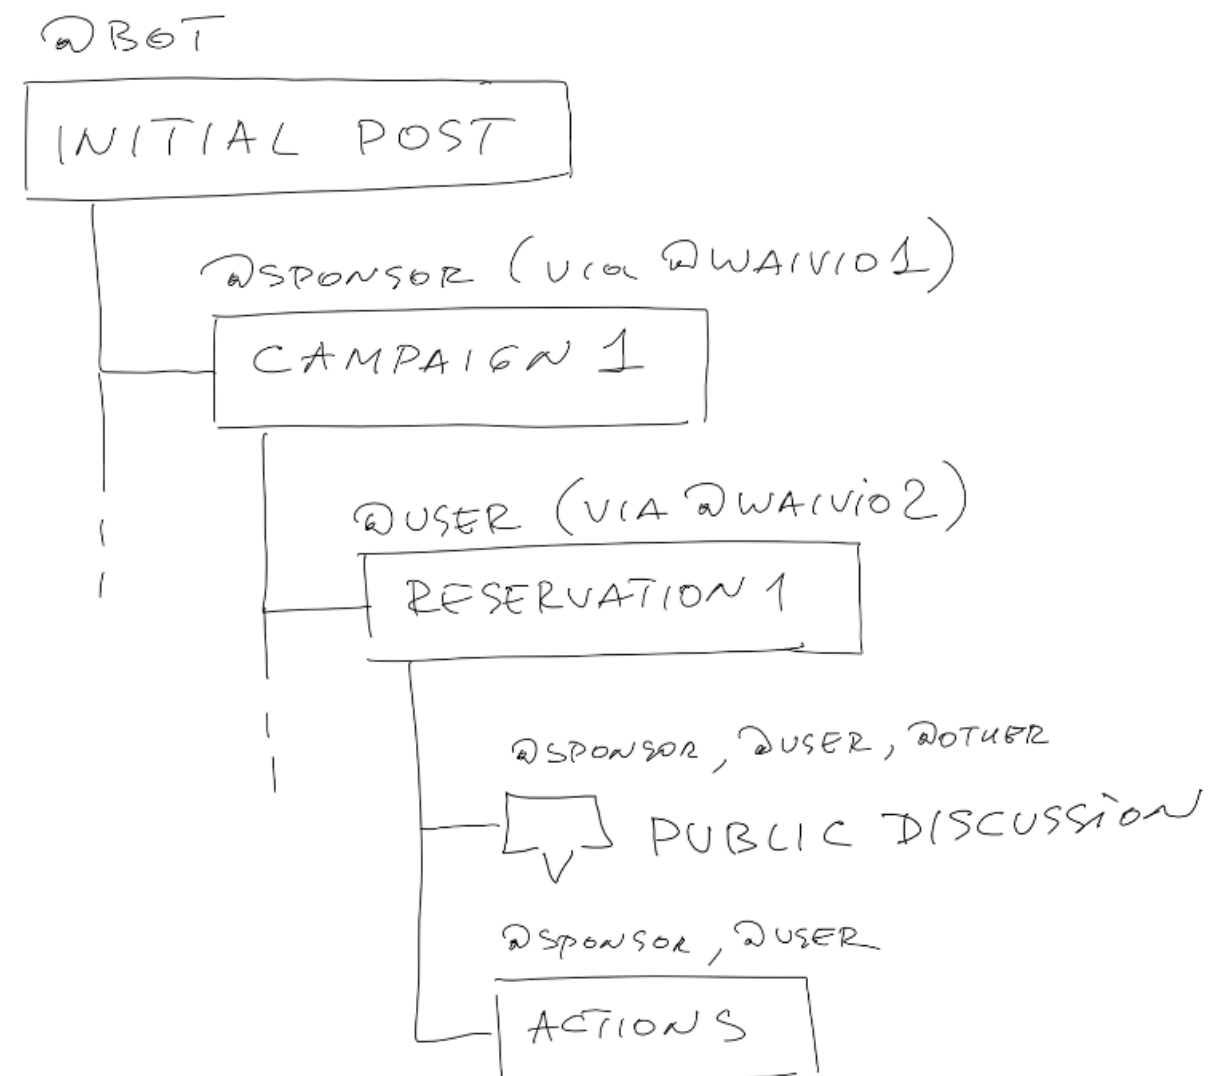 @BOT
INITIAL POST
@SPONSOR (via @WAIVIO1)
CAMPAIGN 1
@USER (VIA @WAIViO2)
RESERVATION 1
@SPONSOR, @USER, @OTHER
PUBLIC DISCUSSiON
@SPONSOR, @USER
ACTIONS